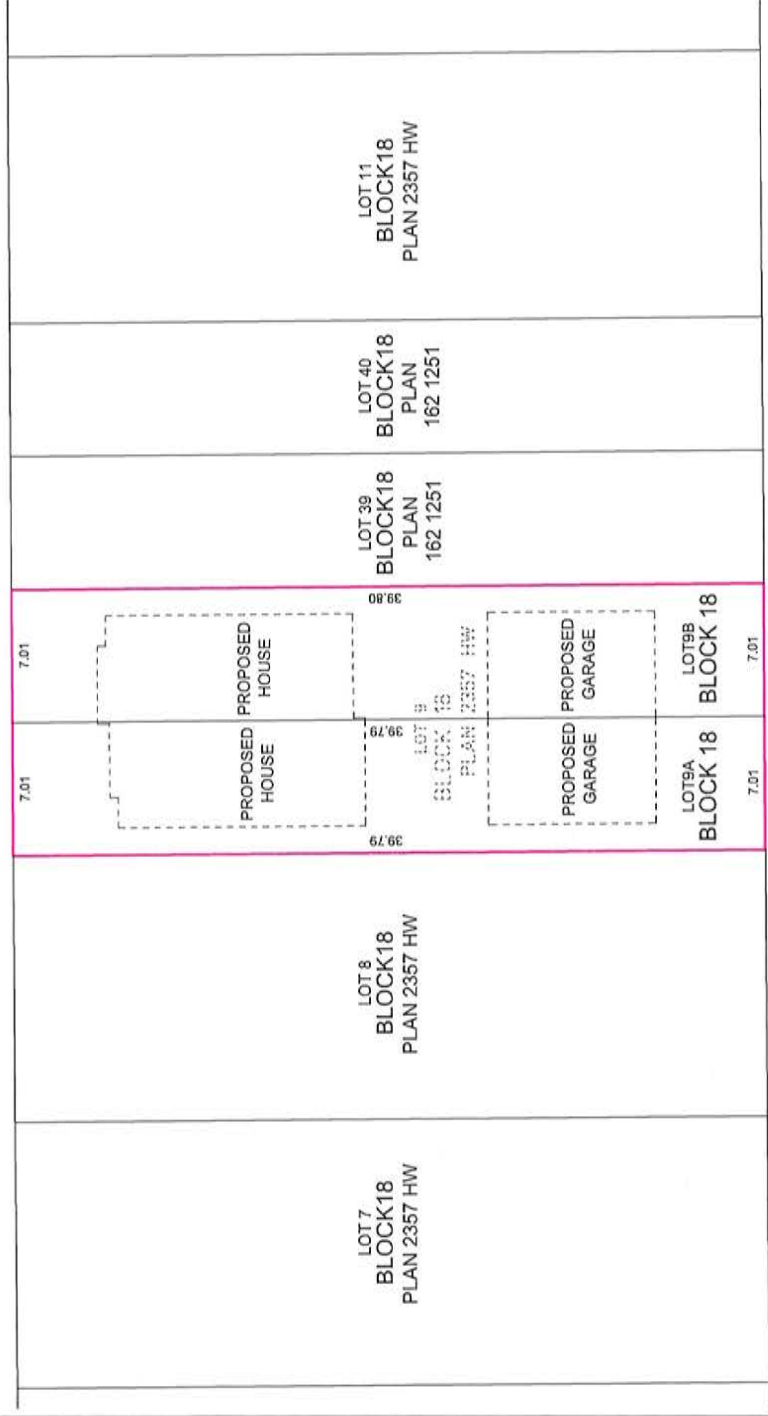 LOT 7
BLOCK18
PLAN 2357 HW
LOT 8
BLOCK18
PLAN 2357 HW
7.01
7.01
39.79
39.79
39.80
PROPOSED
HOUSE
PROPOSED
HOUSE
LOT 9
BLOCK 18
PLAN 2357 HW
PROPOSED
GARAGE
PROPOSED
GARAGE
LOT9A
BLOCK 18
LOT9B
BLOCK 18
7.01
7.01
LOT 39
BLOCK18
PLAN
162 1251
LOT 40
BLOCK18
PLAN
162 1251
LOT 11
BLOCK18
PLAN 2357 HW